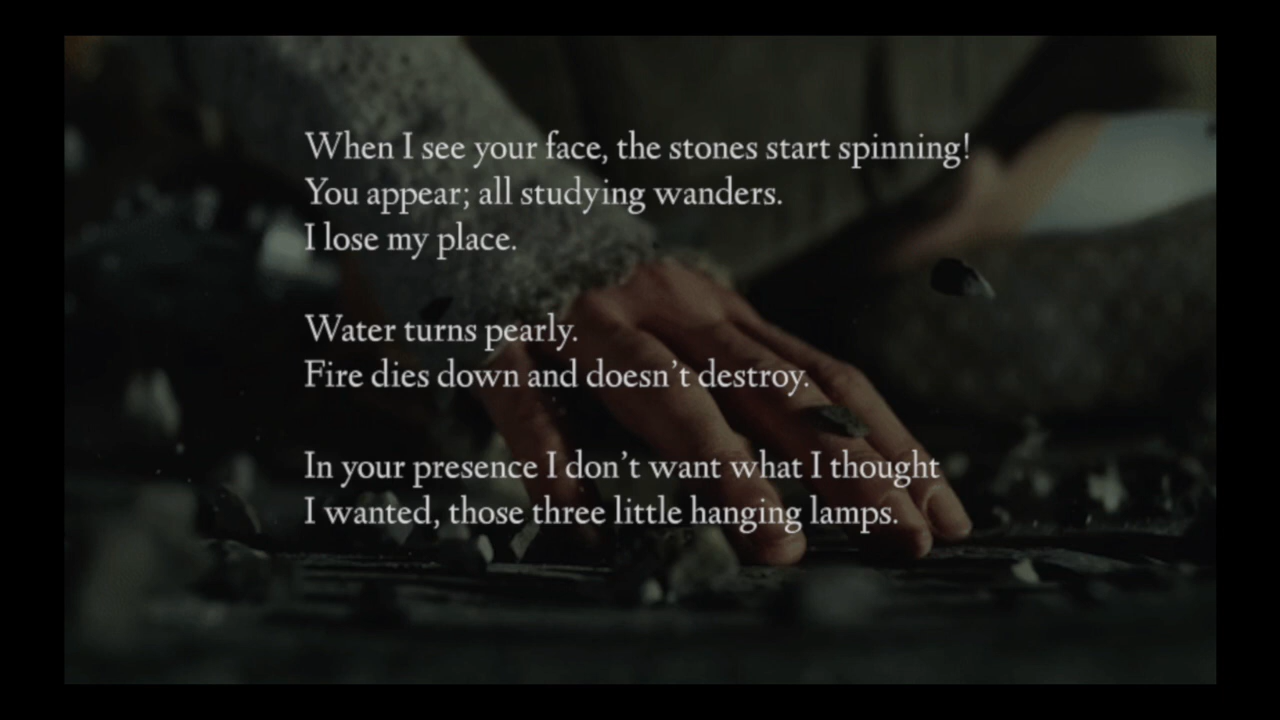 When I see your face, the stones start spinning!
You appear; all studying wanders.
I lose my place.
Water turns pearly.
Fire dies down and doesn’t destroy.
In your presence I don’t want what I thought
I wanted, those three little hanging lamps.